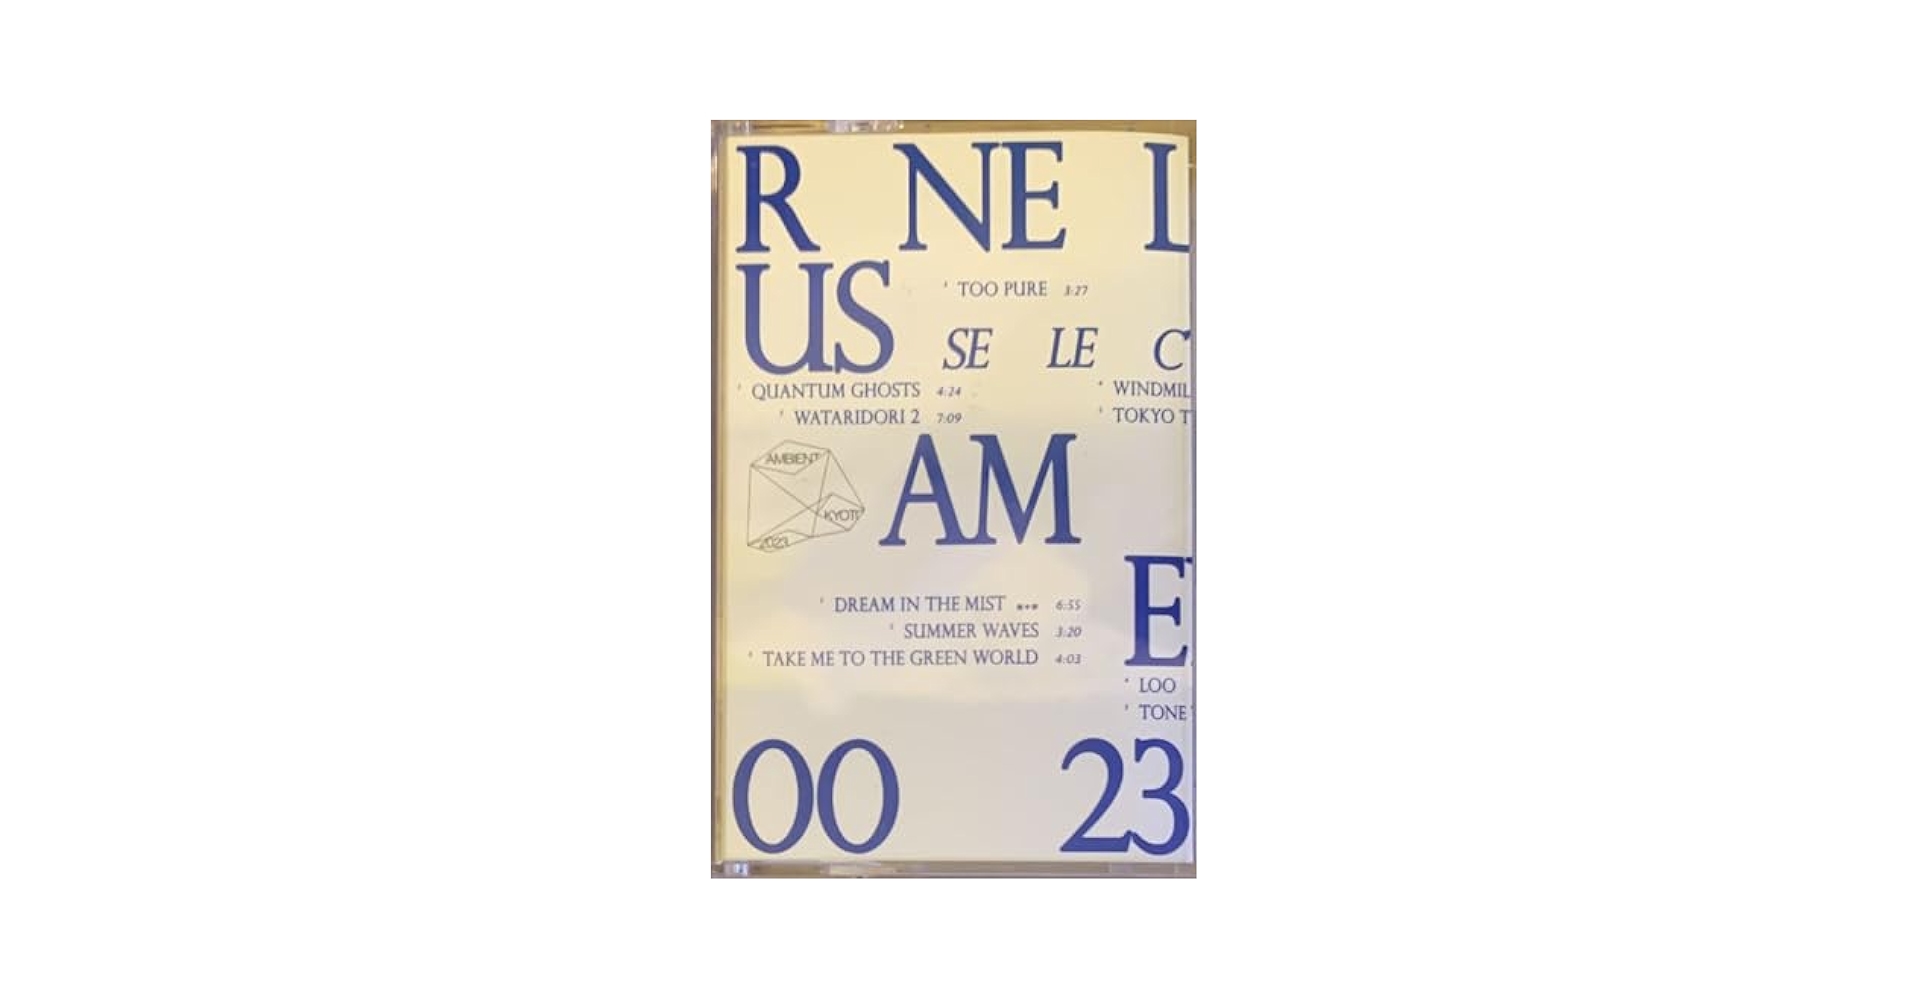 R NE L
US
TOO PURE 3:27
SE LE C
QUANTUM GHOSTS 4:24
WINDMIL
WATARIDORI 2 7:09
TOKYO T
AMBIENT
KYOT
2023
AM
E
DREAM IN THE MIST 6:55
SUMMER WAVES 3:20
TAKE ME TO THE GREEN WORLD 4:03
LOO
TONE
00 23